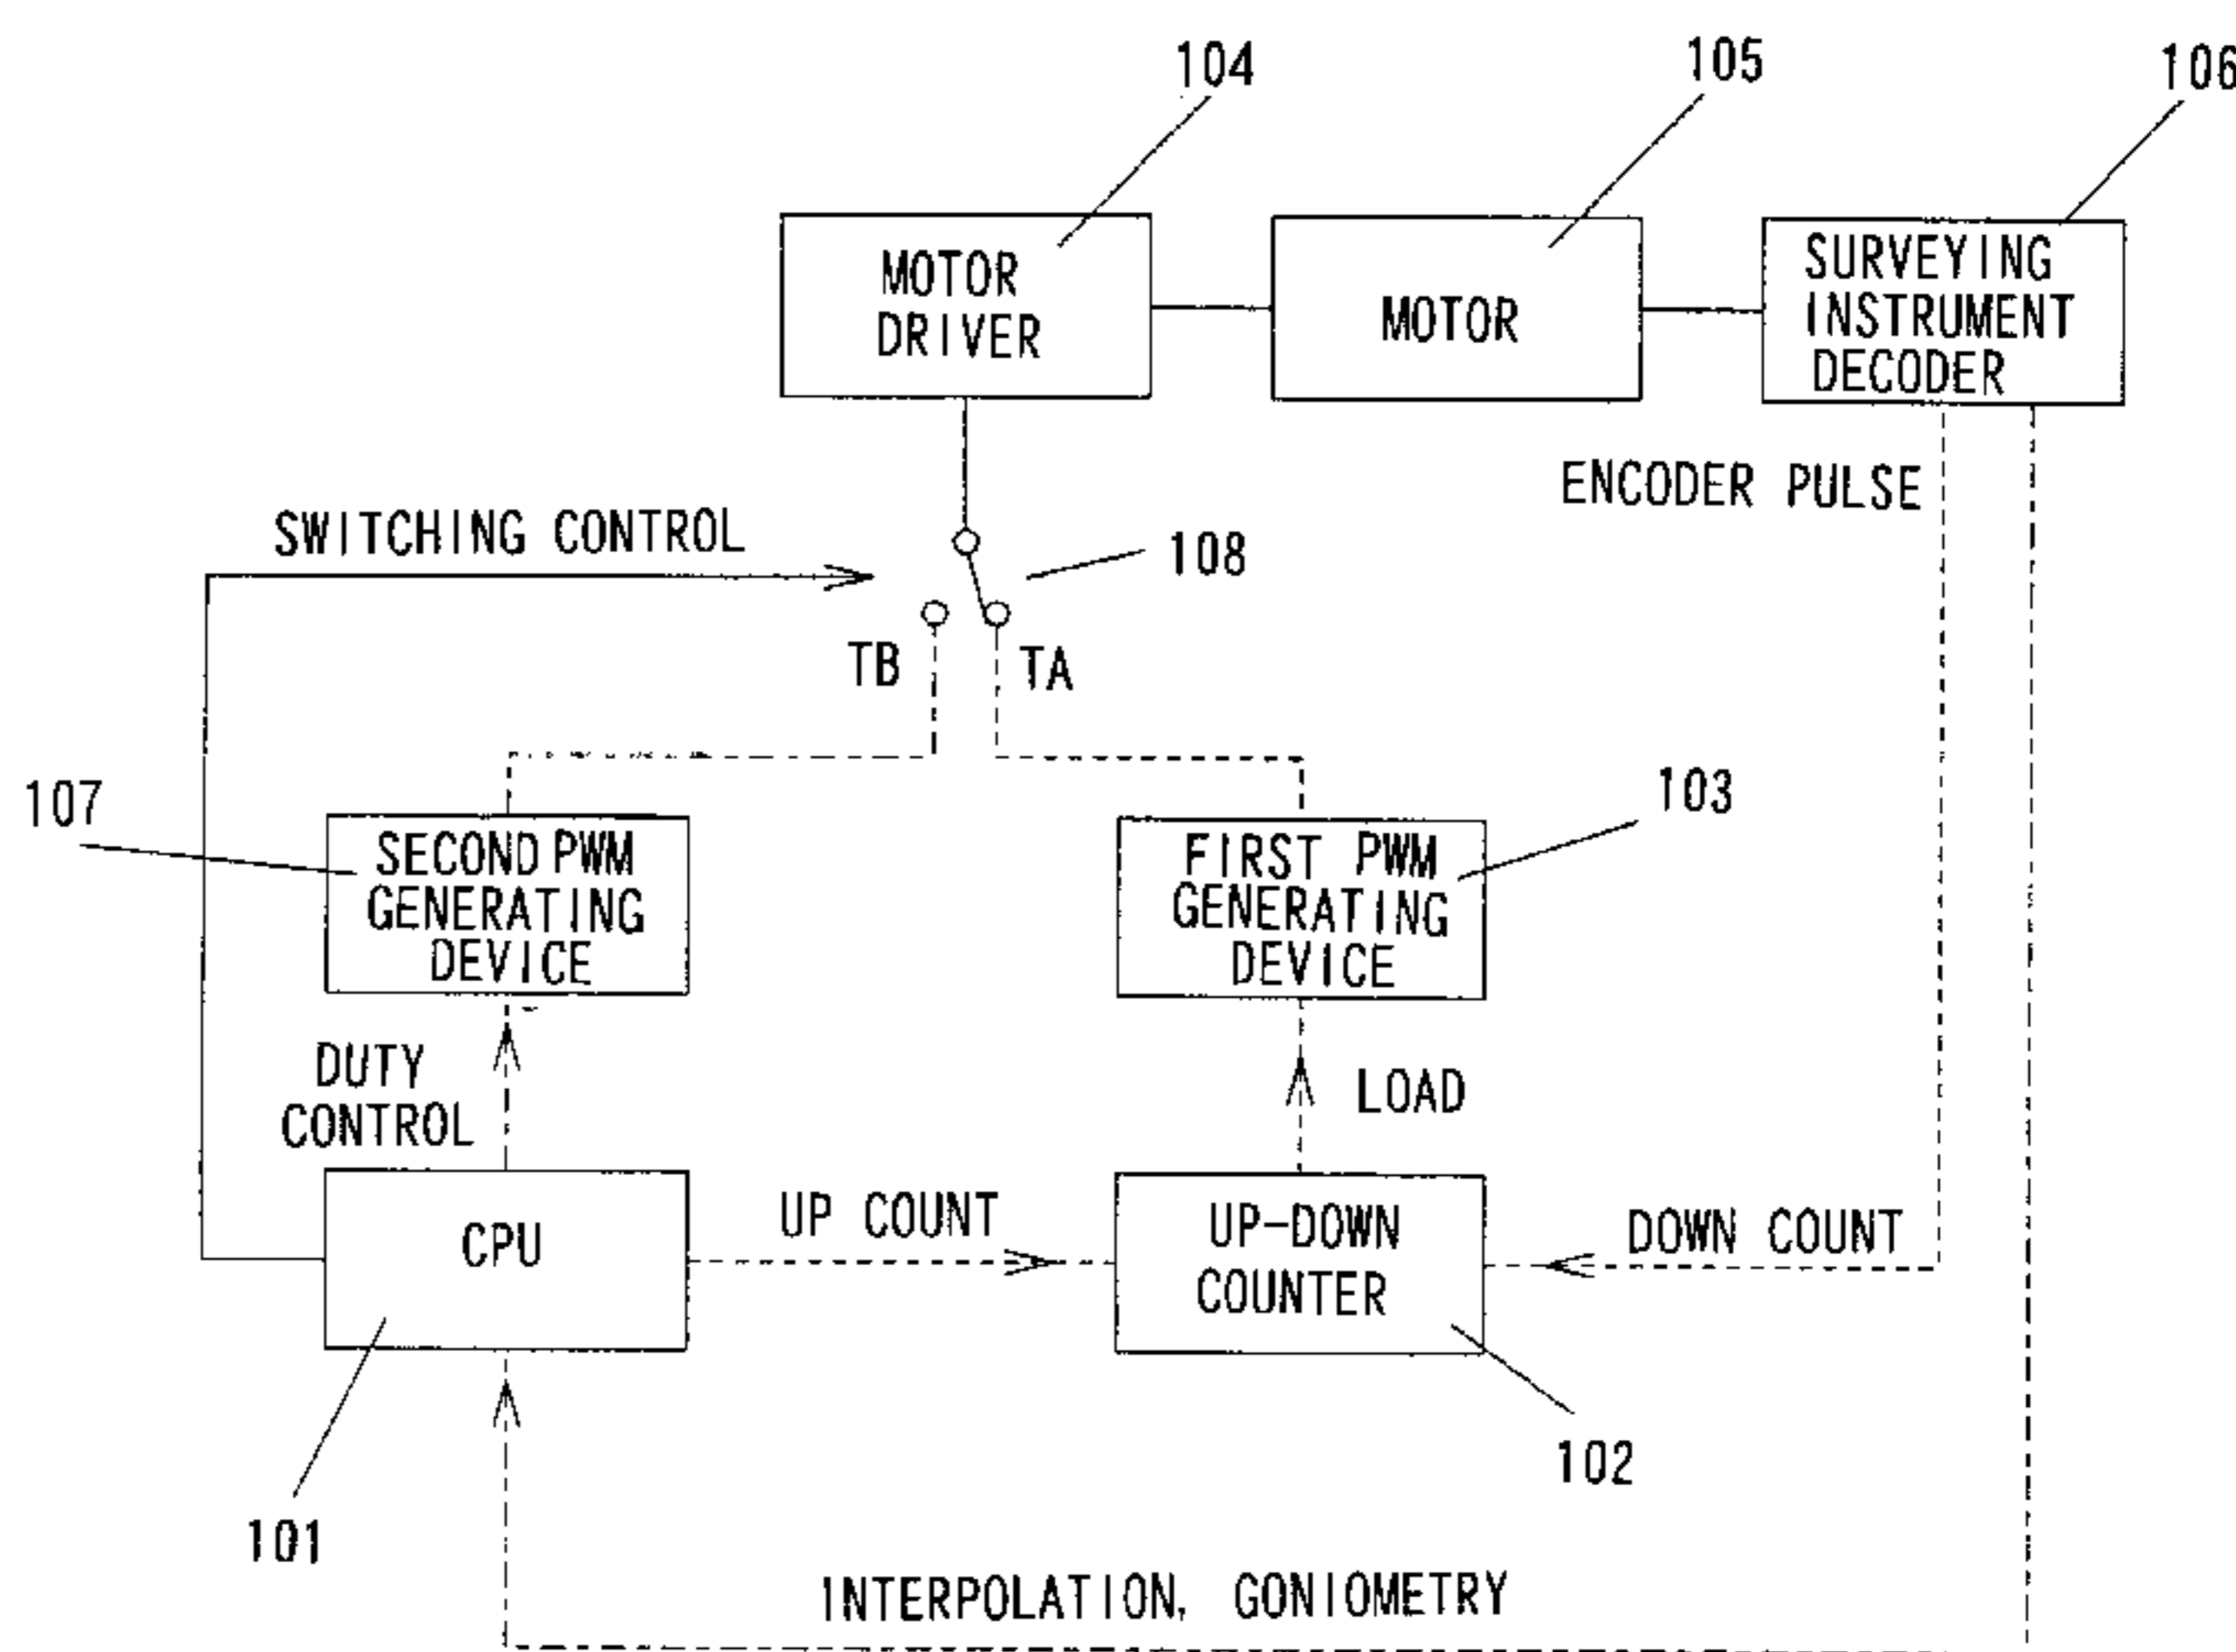 104
105
106
MOTOR
DRIVER
MOTOR
SURVEYING
INSTRUMENT
DECODER
ENCODER PULSE
SWITCHING CONTROL
108
TB
TA
107
103
SECOND PWM
GENERATING
DEVICE
FIRST PWM
GENERATING
DEVICE
DUTY
CONTROL
LOAD
CPU
UP COUNT
UP-DOWN
COUNTER
DOWN COUNT
102
101
INTERPOLATION, GONIOMETRY